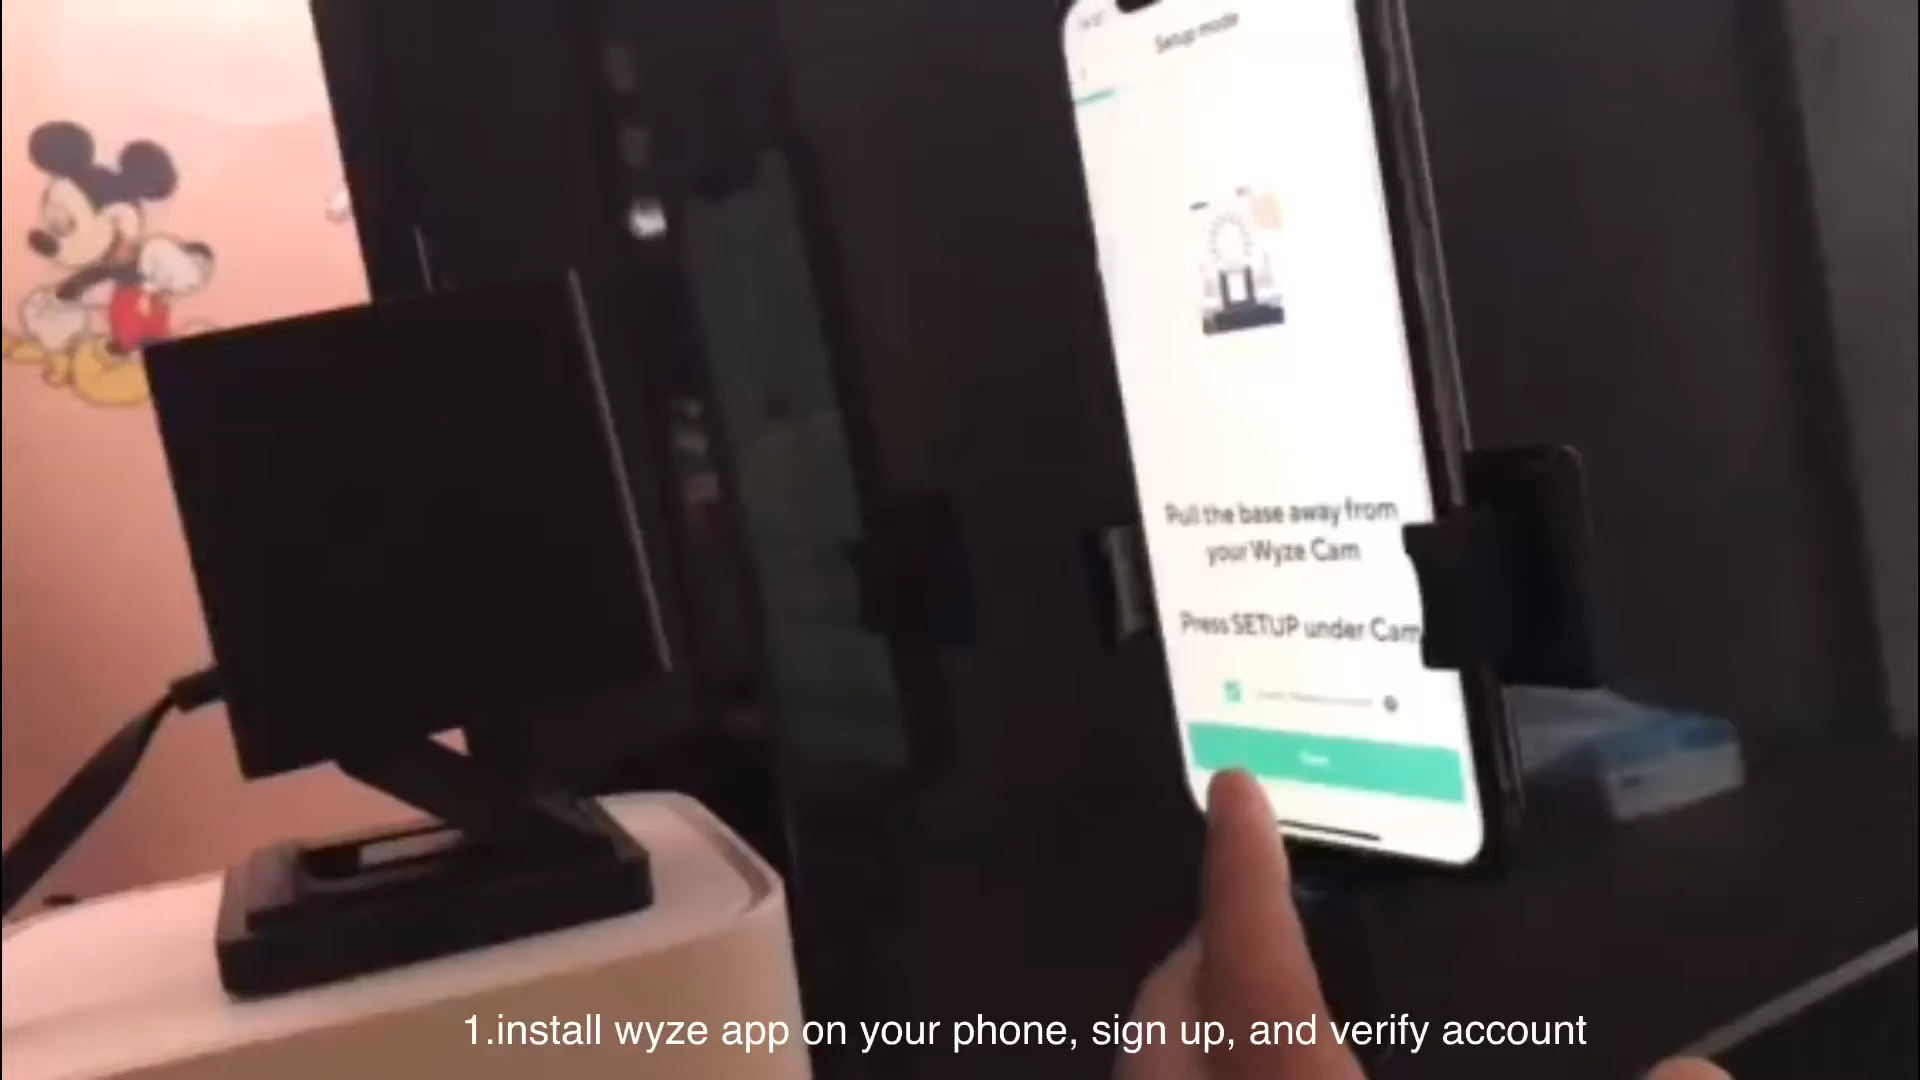 Setup mode
Pull the base away from
your Wyze Cam
Press SETUP under Cam
1.install wyze app on your phone, sign up, and verify account